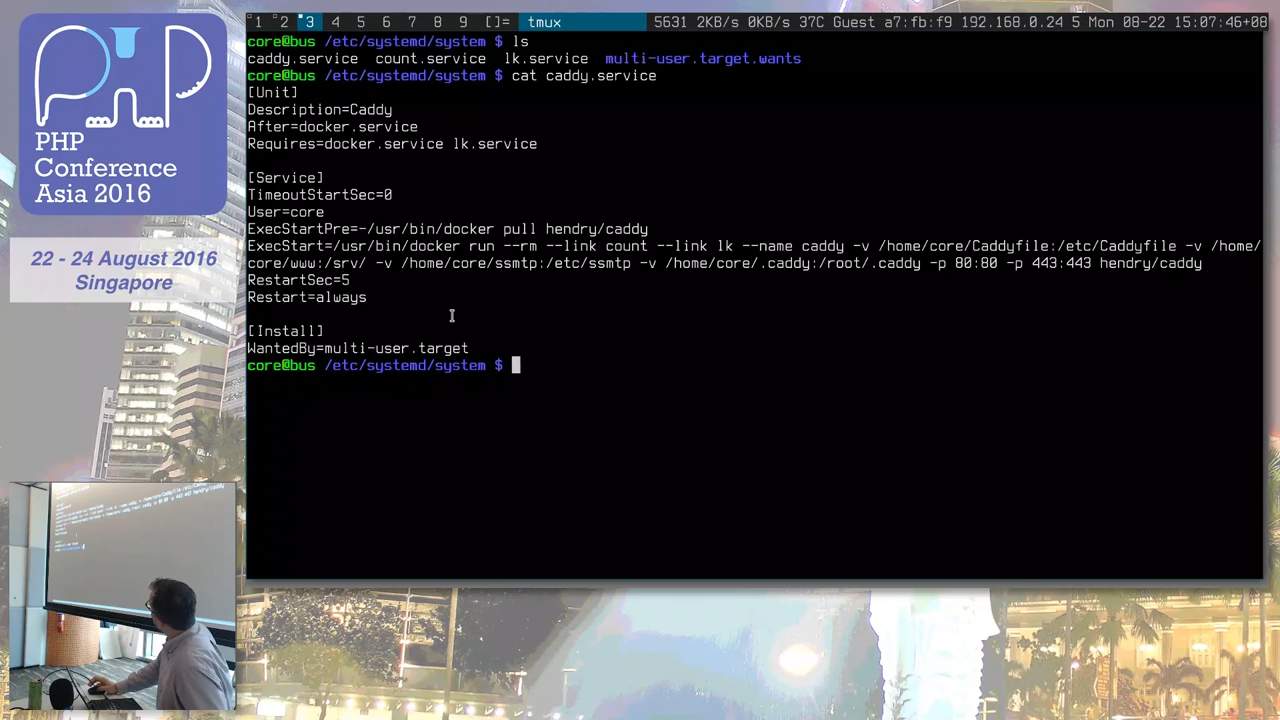 1 2 3 4 5 6 7 8 9 []= tmux 5631 2KB/s 0KB/s 37C Guest a7:fb:f9 192.168.0.24 5 Mon 08-22 15:07:46+08
core@bus /etc/systemd/system $ ls
caddy.service count.service lk.service multi-user.target.wants
core@bus /etc/systemd/system $ cat caddy.service
[Unit]
Description=Caddy
After=docker.service
Requires=docker.service lk.service
[Service]
TimeoutStartSec=0
User=core
ExecStartPre=-/usr/bin/docker pull hendry/caddy
ExecStart=/usr/bin/docker run --rm --link count --link lk --name caddy -v /home/core/Caddyfile:/etc/Caddyfile -v /home/
core/www:/srv/ -v /home/core/ssmtp:/etc/ssmtp -v /home/core/.caddy:/root/.caddy -p 80:80 -p 443:443 hendry/caddy
RestartSec=5
Restart=always
[Install]
WantedBy=multi-user.target
core@bus /etc/systemd/system $
php
PHP
Conference
Asia 2016
22 - 24 August 2016
Singapore